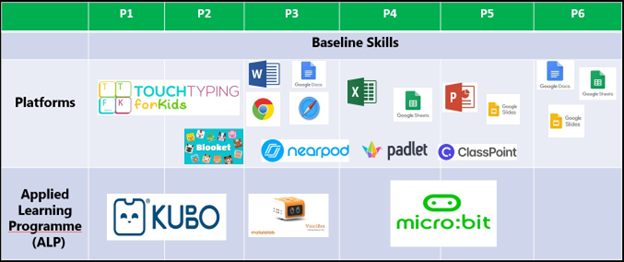 P1 P2 P3 P4 P5 P6
Baseline Skills
Platforms
T T
F K
TOUCHTYPING
forKids
W
Google Docs
X
Google Sheets
P
Google
Slides
Google Docs
Google Sheets
Google
Slides
Blooket
nearpod
padlet
C ClassPoint
Applied
Learning
Programme
(ALP)
KUBO
VinciBot
micro:bit